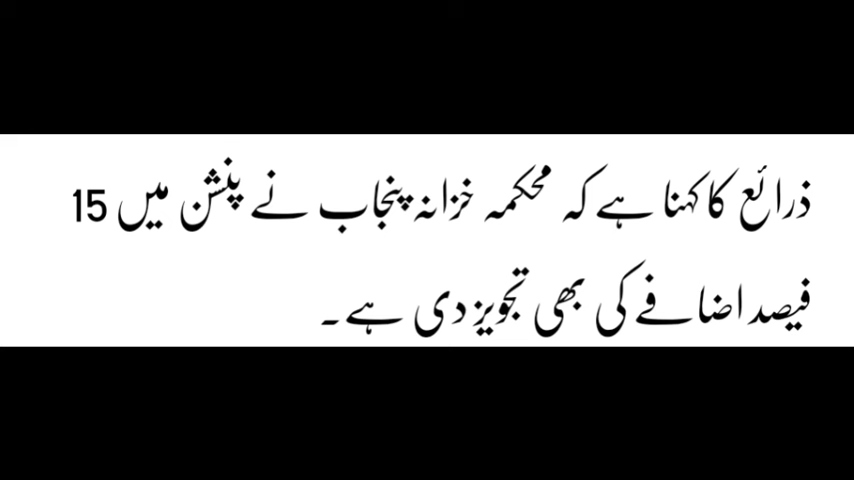 ذرائع کا کہنا ہے کہ محکمہ خزانہ پنجاب نے پنشن میں 15
فیصد اضافے کی بھی تجویز دی ہے۔